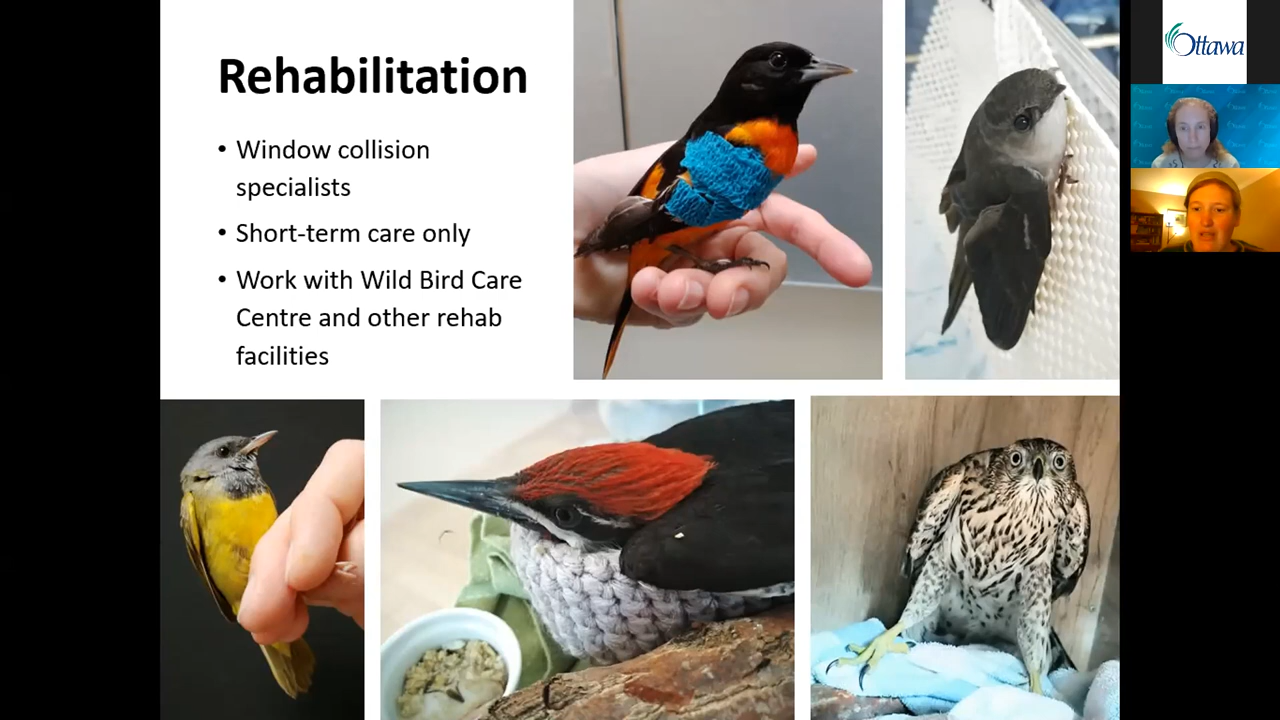 Rehabilitation
• Window collision
specialists
• Short-term care only
• Work with Wild Bird Care
Centre and other rehab
facilities
Ottawa